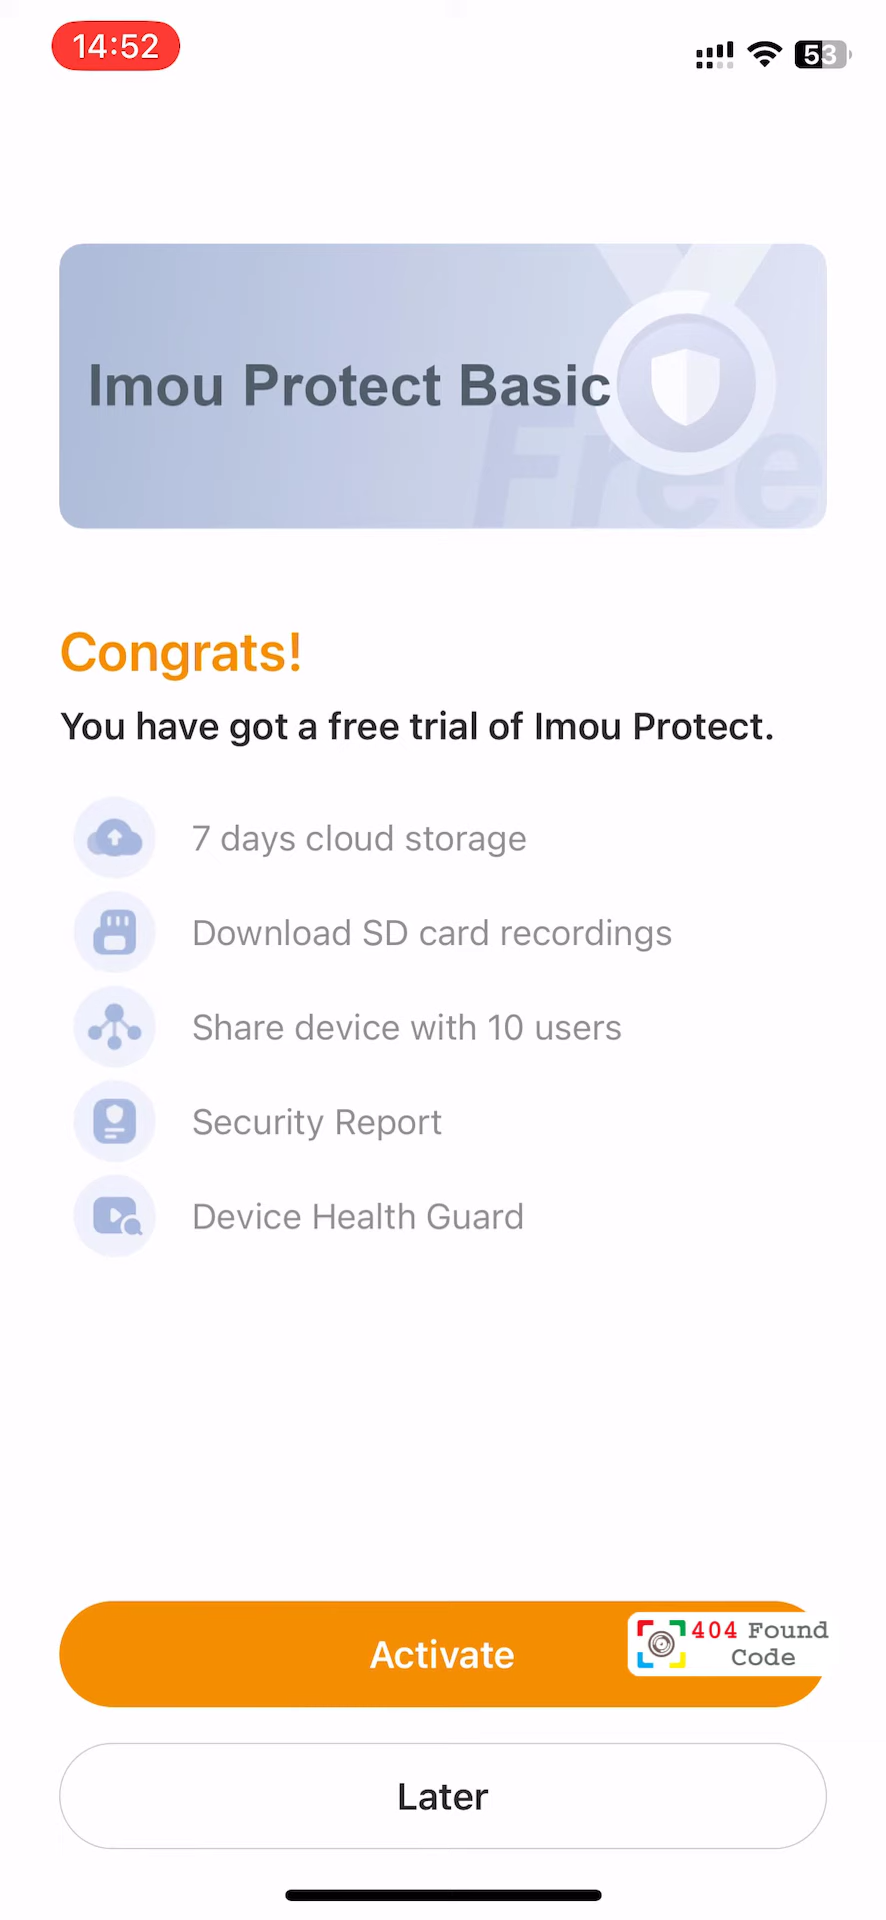 14:52
53
Imou Protect Basic
Free
Congrats!
You have got a free trial of Imou Protect.
7 days cloud storage
Download SD card recordings
Share device with 10 users
Security Report
Device Health Guard
Activate
404 Found
Code
Later